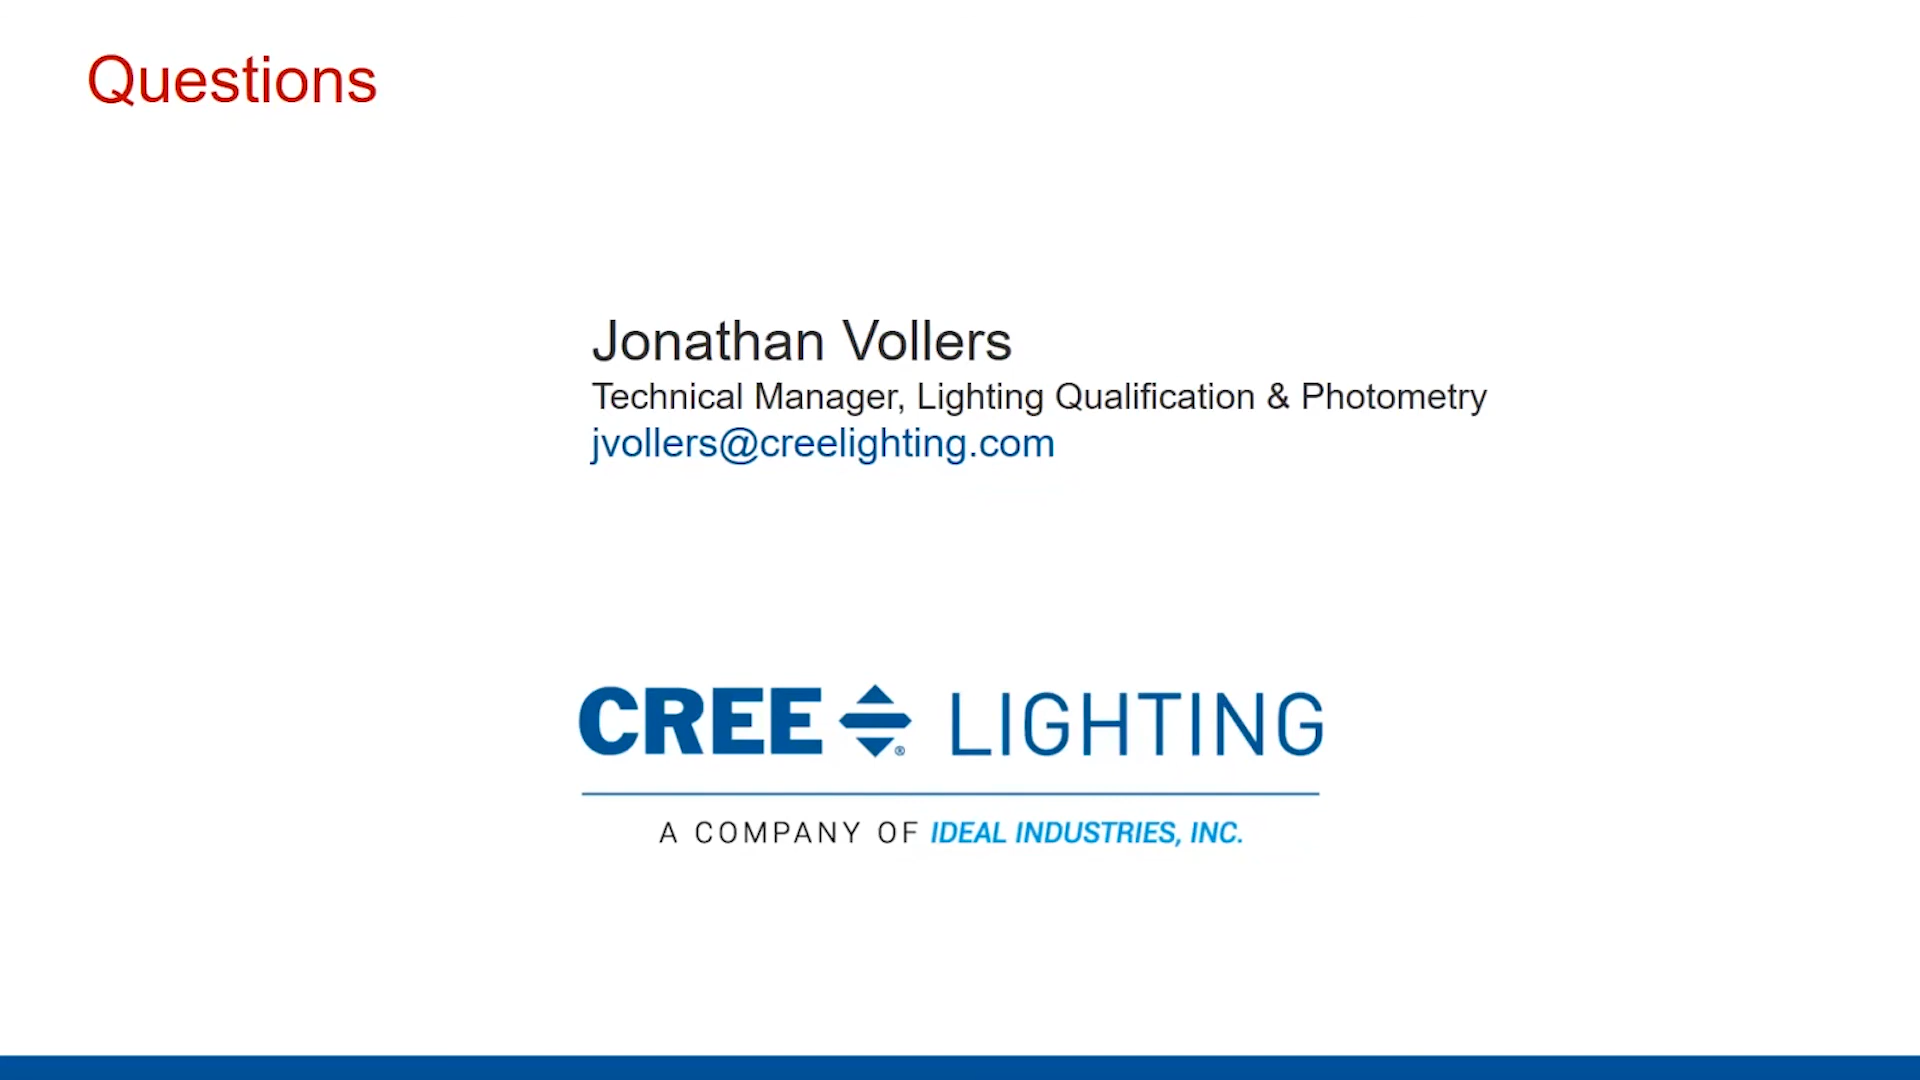 Questions
Jonathan Vollers
Technical Manager, Lighting Qualification & Photometry
jvollers@creelighting.com
CREE ® LIGHTING
A COMPANY OF IDEAL INDUSTRIES, INC.